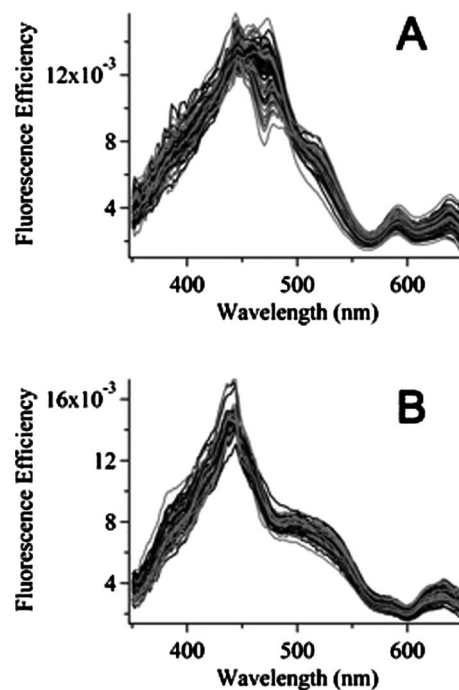 A
Fluorescence Efficiency
12x10-3
8
4
400 500 600
Wavelength (nm)
B
Fluorescence Efficiency
16x10-3
12
8
4
400 500 600
Wavelength (nm)